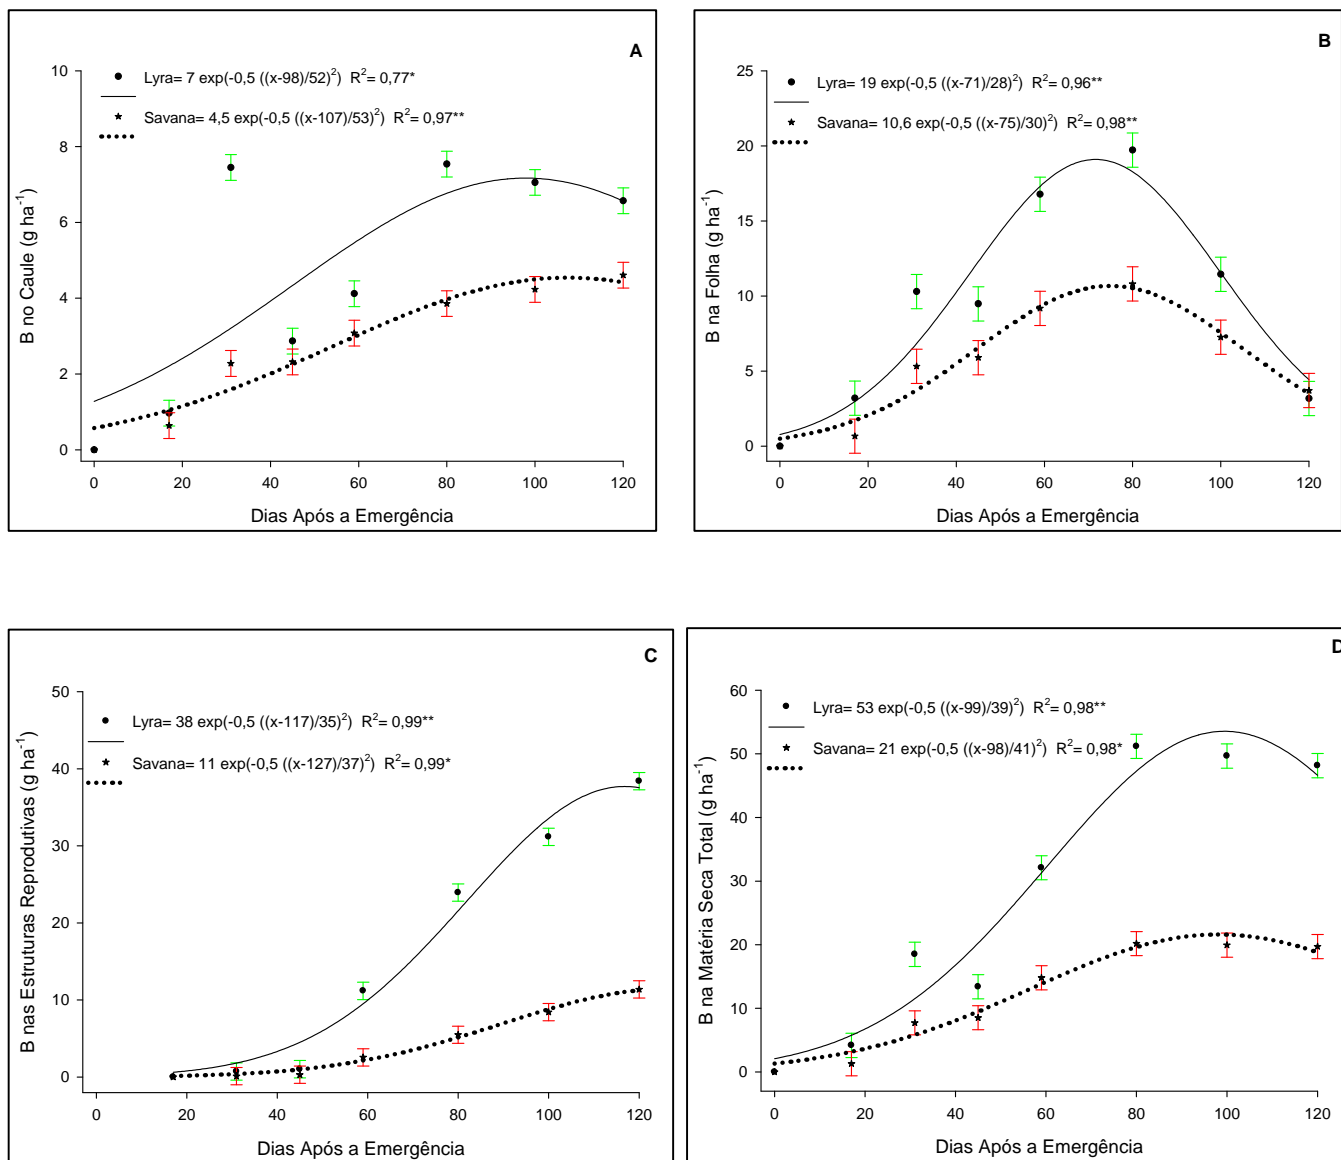 A
Lyra= 7 exp(-0,5 ((x-98)/52)²) R²= 0,77*
Savana= 4,5 exp(-0,5 ((x-107)/53)²) R²= 0,97**
B no Caule (g ha⁻¹)
10
8
6
4
2
0
0 20 40 60 80 100 120
Dias Após a Emergência
B
Lyra= 19 exp(-0,5 ((x-71)/28)²) R²= 0,96**
Savana= 10,6 exp(-0,5 ((x-75)/30)²) R²= 0,98**
B na Folha (g ha⁻¹)
25
20
15
10
5
0
0 20 40 60 80 100 120
Dias Após a Emergência
C
Lyra= 38 exp(-0,5 ((x-117)/35)²) R²= 0,99**
Savana= 11 exp(-0,5 ((x-127)/37)²) R²= 0,99*
B nas Estruturas Reprodutivas (g ha⁻¹)
50
40
30
20
10
0
0 20 40 60 80 100 120
Dias Após a Emergência
D
Lyra= 53 exp(-0,5 ((x-99)/39)²) R²= 0,98**
Savana= 21 exp(-0,5 ((x-98)/41)²) R²= 0,98*
B na Matéria Seca Total (g ha⁻¹)
60
50
40
30
20
10
0
0 20 40 60 80 100 120
Dias Após a Emergência